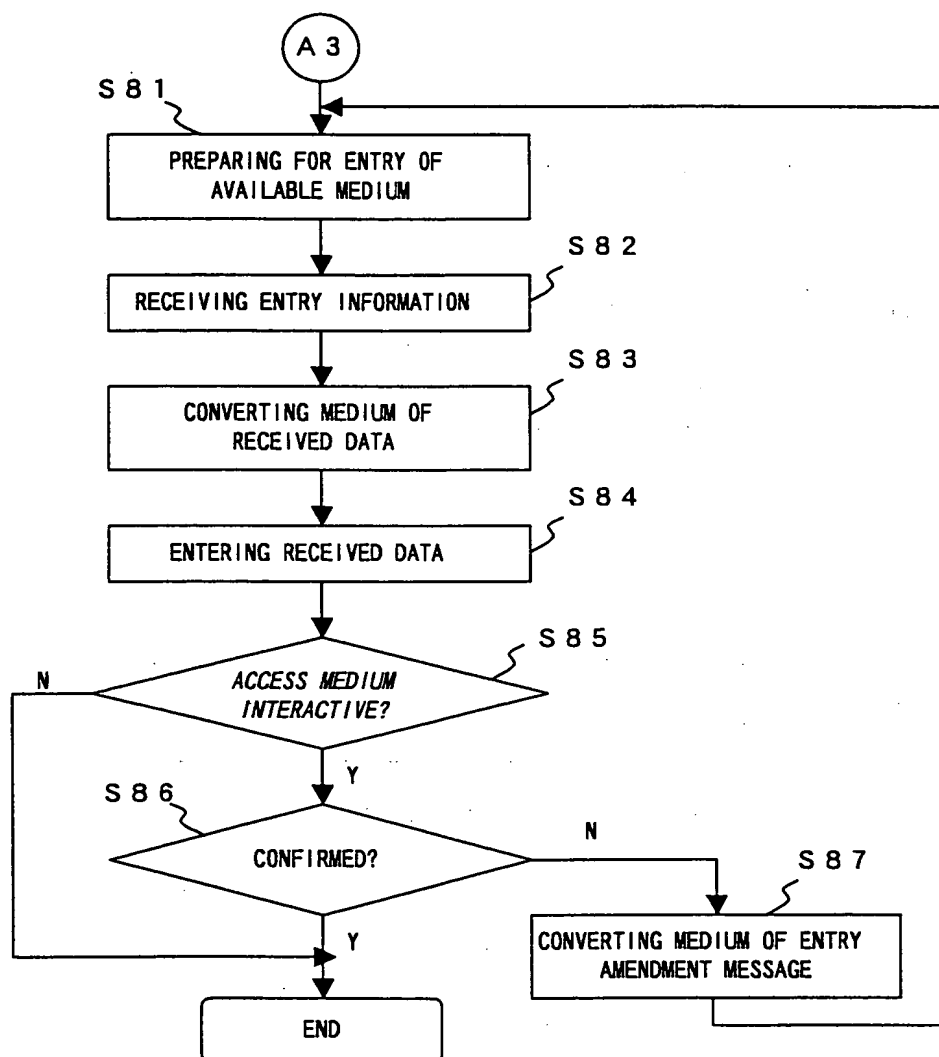 A3
S81
PREPARING FOR ENTRY OF
AVAILABLE MEDIUM
S82
RECEIVING ENTRY INFORMATION
S83
CONVERTING MEDIUM OF
RECEIVED DATA
S84
ENTERING RECEIVED DATA
S85
N
ACCESS MEDIUM
INTERACTIVE?
Y
S86
CONFIRMED?
N
S87
Y
CONVERTING MEDIUM OF ENTRY
AMENDMENT MESSAGE
END